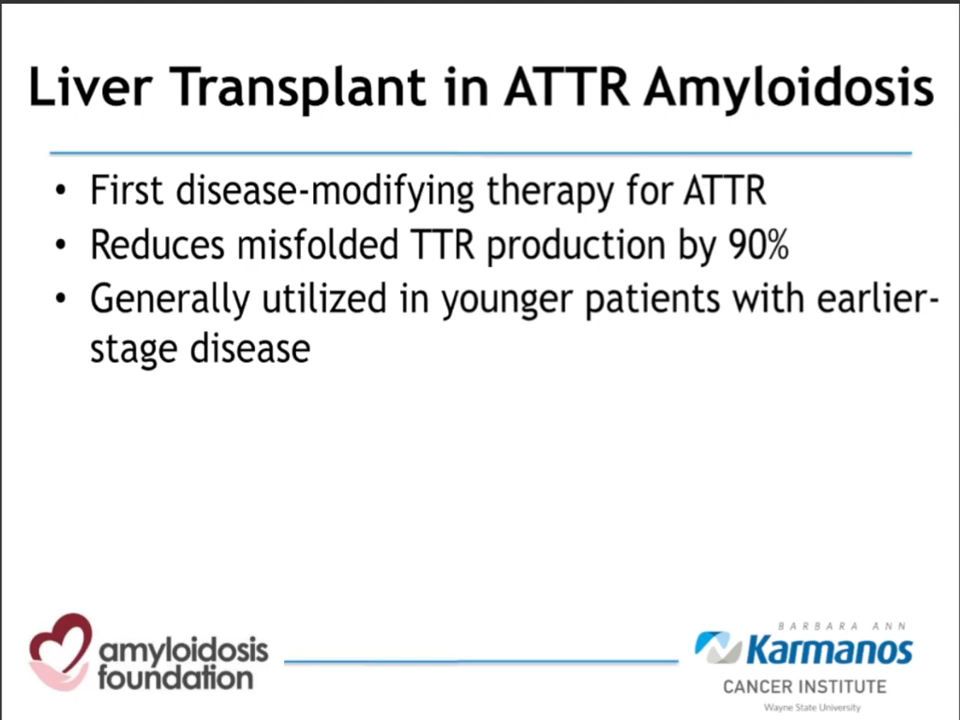 Liver Transplant in ATTR Amyloidosis
• First disease-modifying therapy for ATTR
• Reduces misfolded TTR production by 90%
• Generally utilized in younger patients with earlier-
stage disease
amyloidosis
foundation
BARBARA ANN
Karmanos
CANCER INSTITUTE
Wayne State University